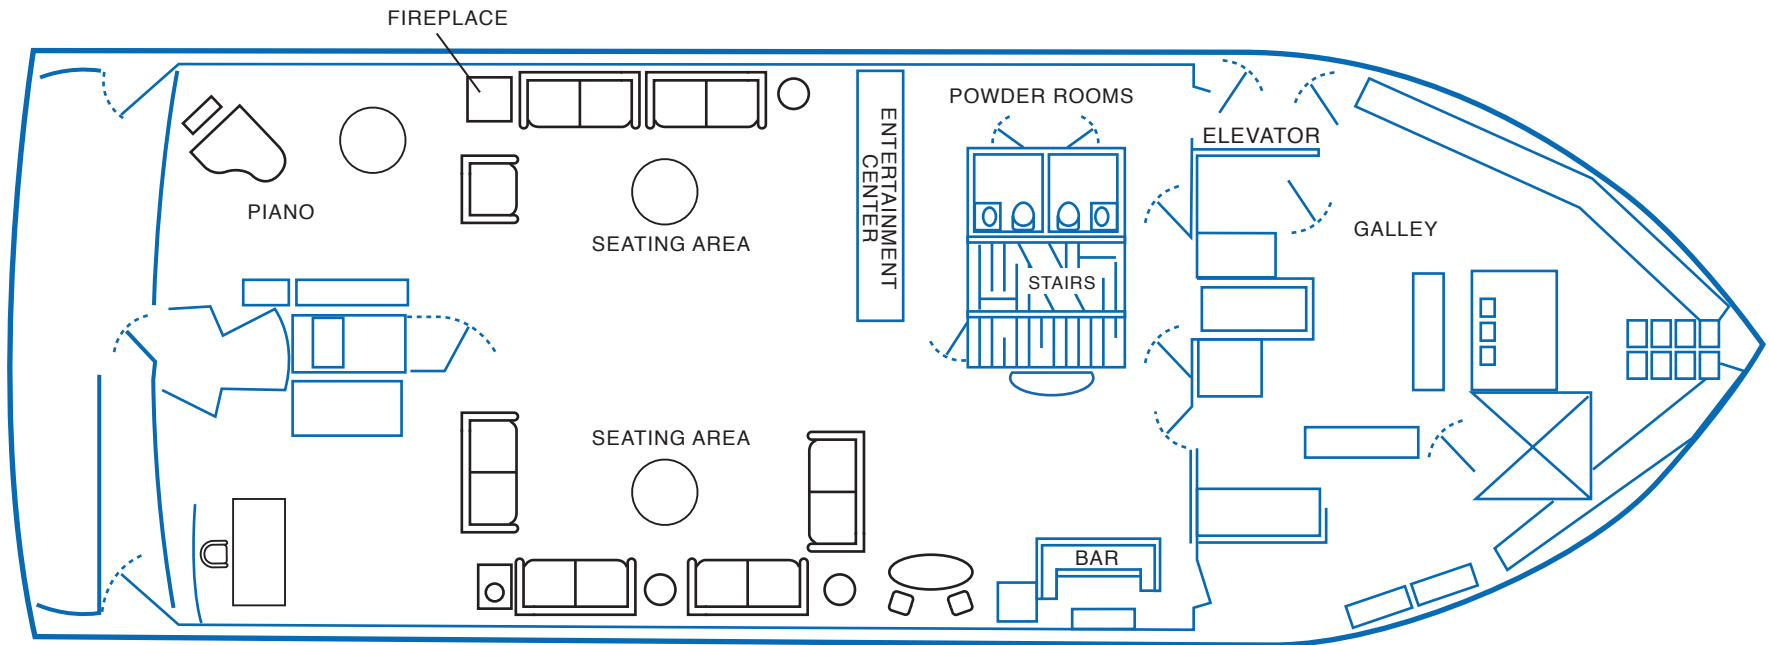 FIREPLACE
POWDER ROOMS
ELEVATOR
ENTERTAINMENT
CENTER
PIANO
SEATING AREA
GALLEY
STAIRS
SEATING AREA
BAR